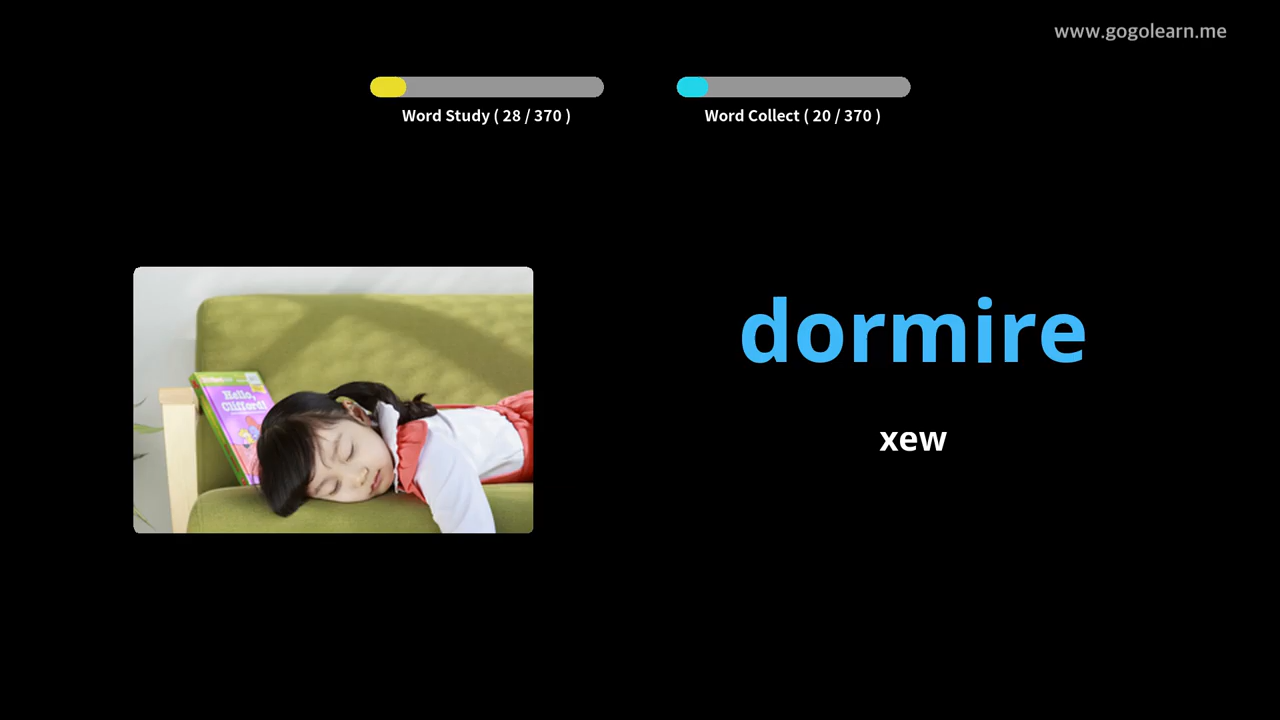 www.gogolearn.me
Word Study ( 28 / 370 )
Word Collect ( 20 / 370 )
Hello,
Clifford!
dormire
xew